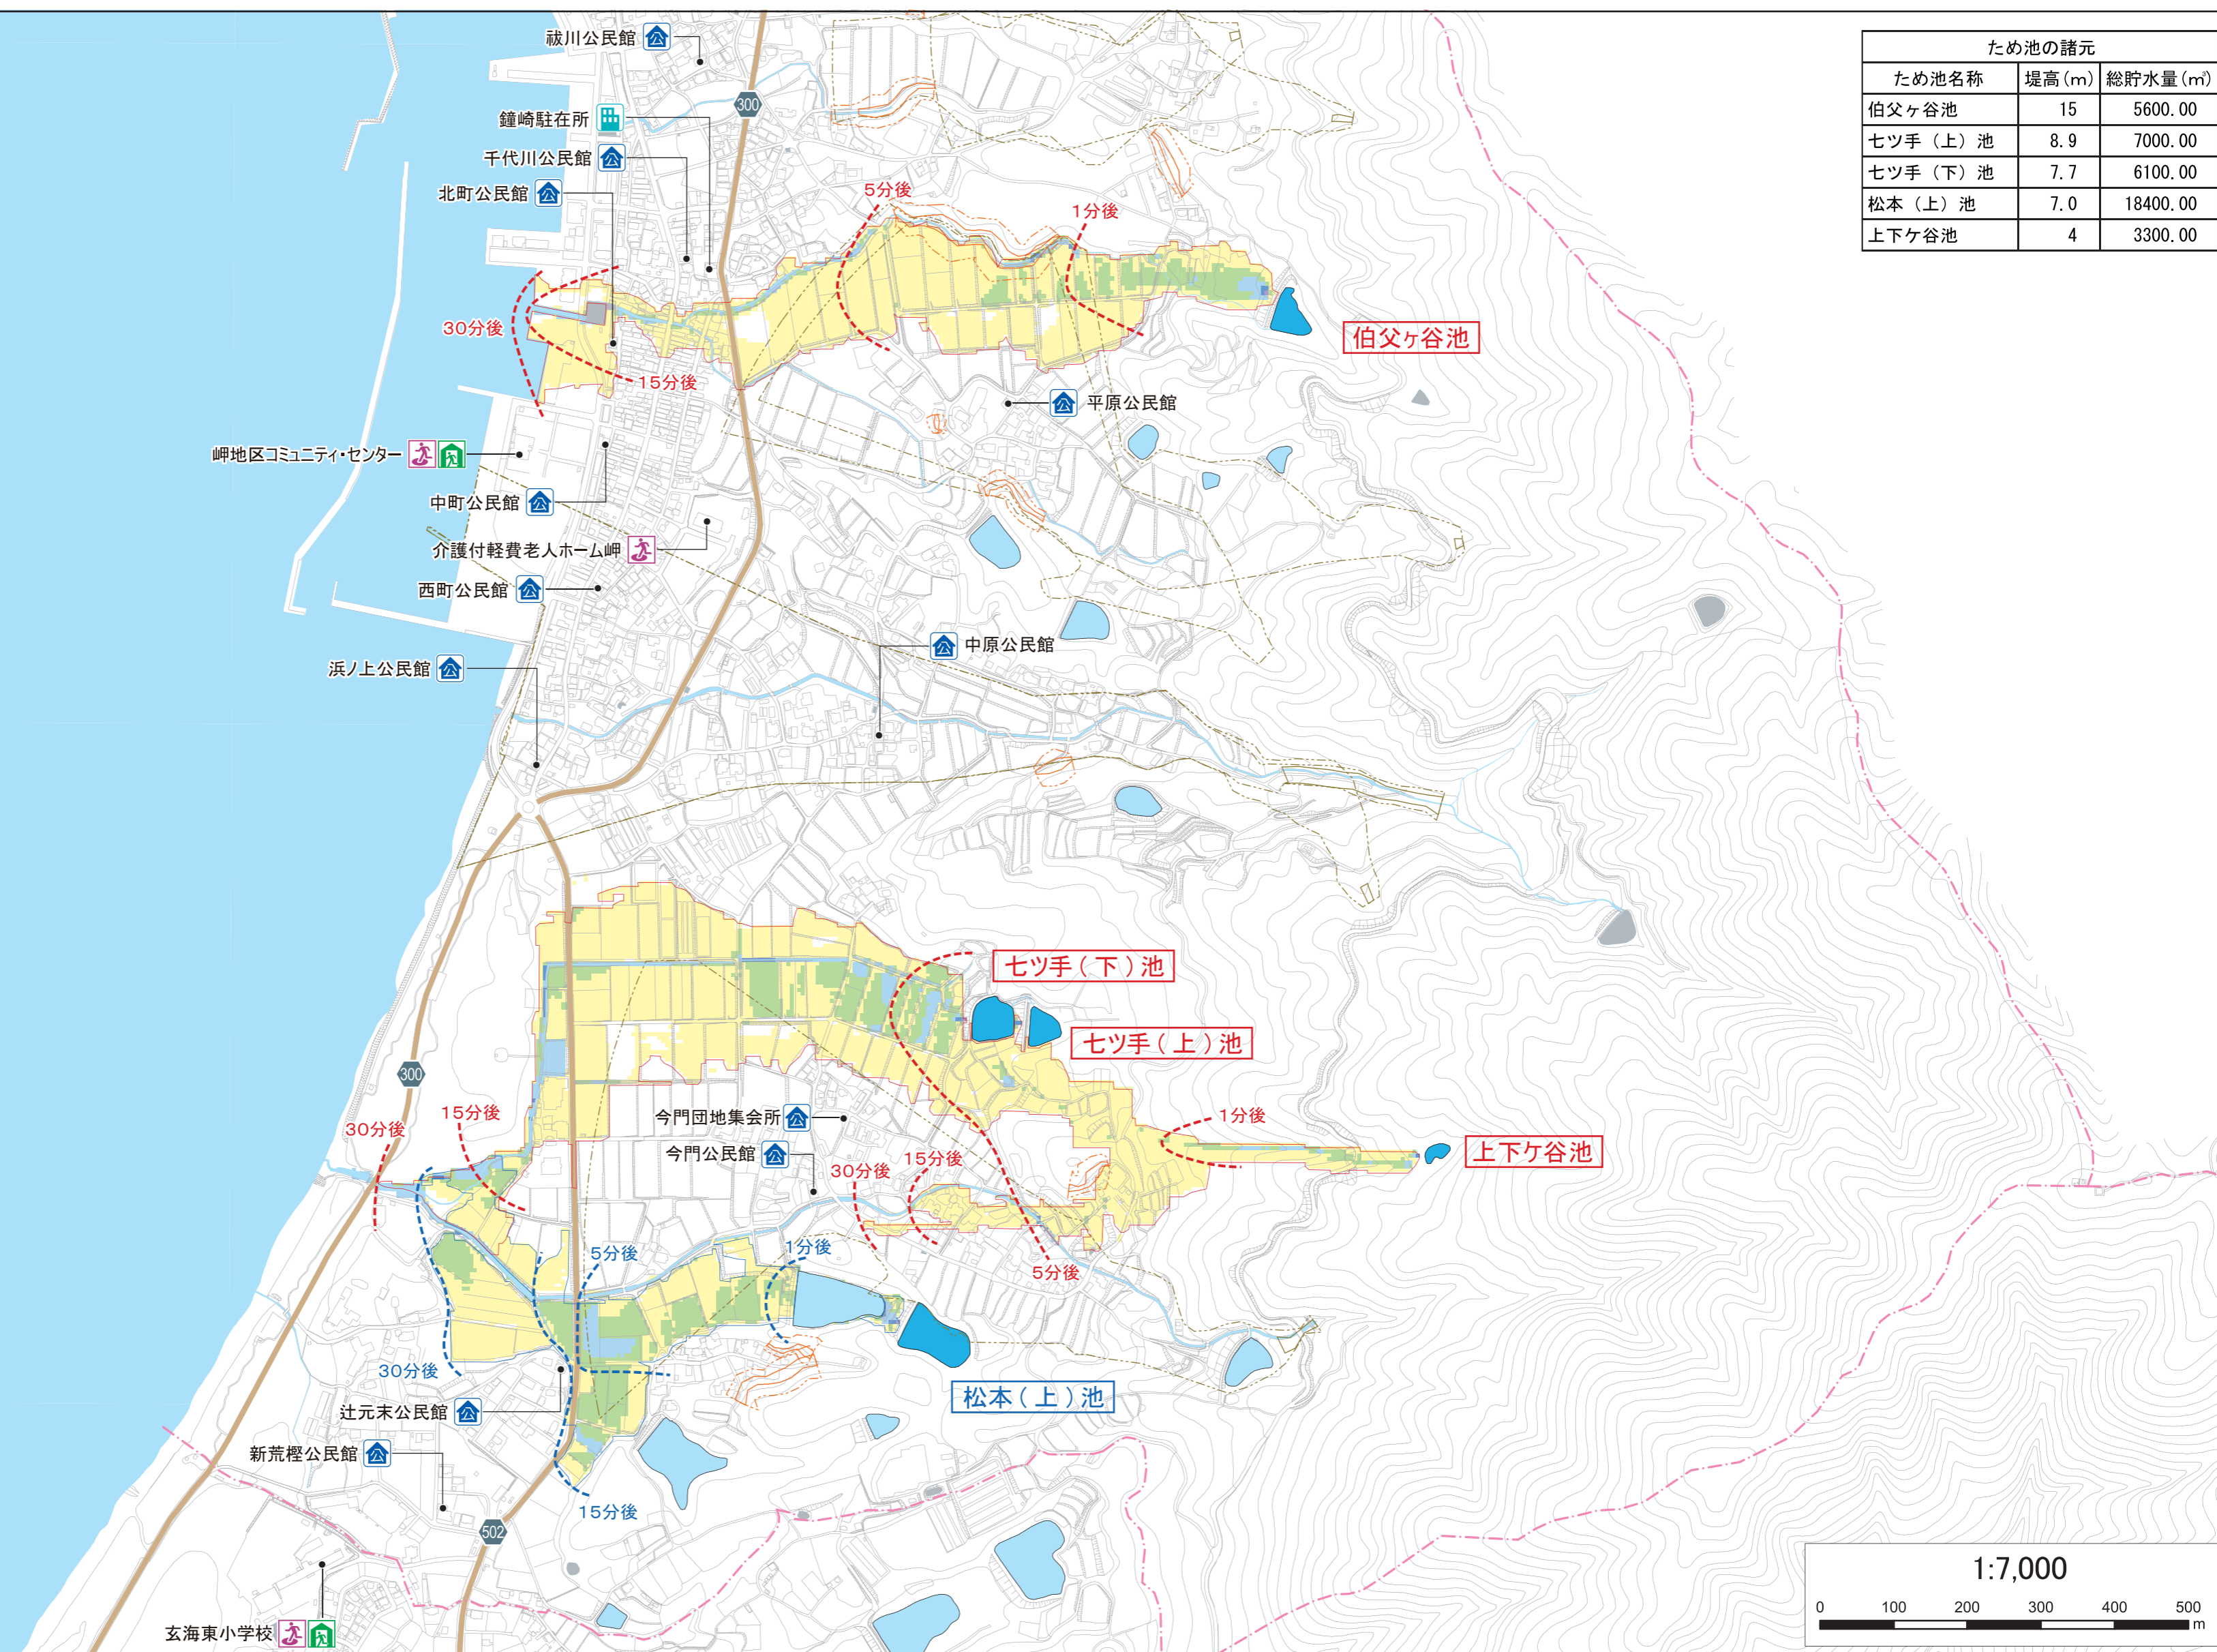 ため池の諸元
ため池名称 堤高(m) 総貯水量(㎥)
伯父ヶ谷池 15 5600.00
七ツ手（上）池 8.9 7000.00
七ツ手（下）池 7.7 6100.00
松本（上）池 7.0 18400.00
上下ケ谷池 4 3300.00
祓川公民館 公
300
鐘崎駐在所
千代川公民館 公
北町公民館 公
5分後
1分後
30分後
15分後
伯父ヶ谷池
公 平原公民館
岬地区コミュニティ・センター
中町公民館 公
介護付軽費老人ホーム岬
西町公民館 公
公 中原公民館
浜ノ上公民館 公
七ツ手（下）池
七ツ手（上）池
300
15分後
30分後
今門団地集会所 公
今門公民館 公
1分後
上下ケ谷池
30分後
15分後
5分後
5分後
1分後
30分後
松本（上）池
辻元末公民館 公
新荒樫公民館 公
15分後
502
玄海東小学校
1:7,000
0 100 200 300 400 500
m